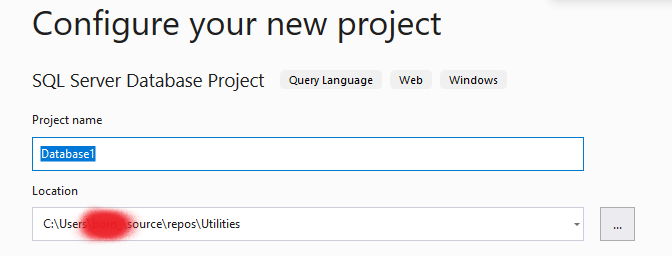 Configure your new project
SQL Server Database Project Query Language Web Windows
Project name
Database1
Location
C:\Users\ \source\repos\Utilities ...